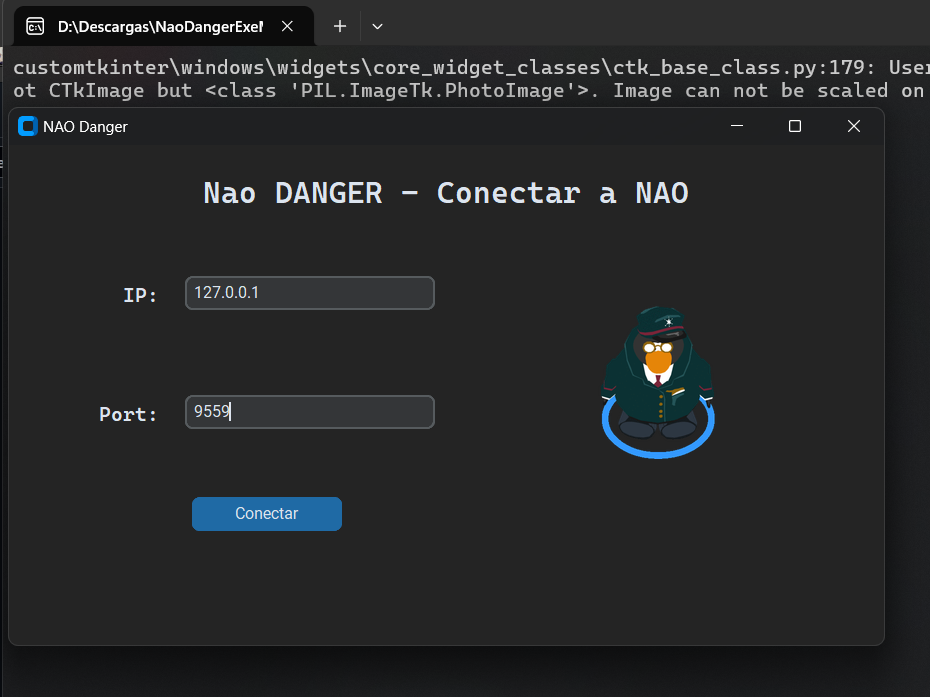 D:\Descargas\NaoDangerExe
customtkinter\windows\widgets\core_widget_classes\ctk_base_class.py:179: User
ot CTkImage but <class 'PIL.ImageTk.PhotoImage'>. Image can not be scaled on
NAO Danger
Nao DANGER - Conectar a NAO
IP: 127.0.0.1
Port: 9559
Conectar